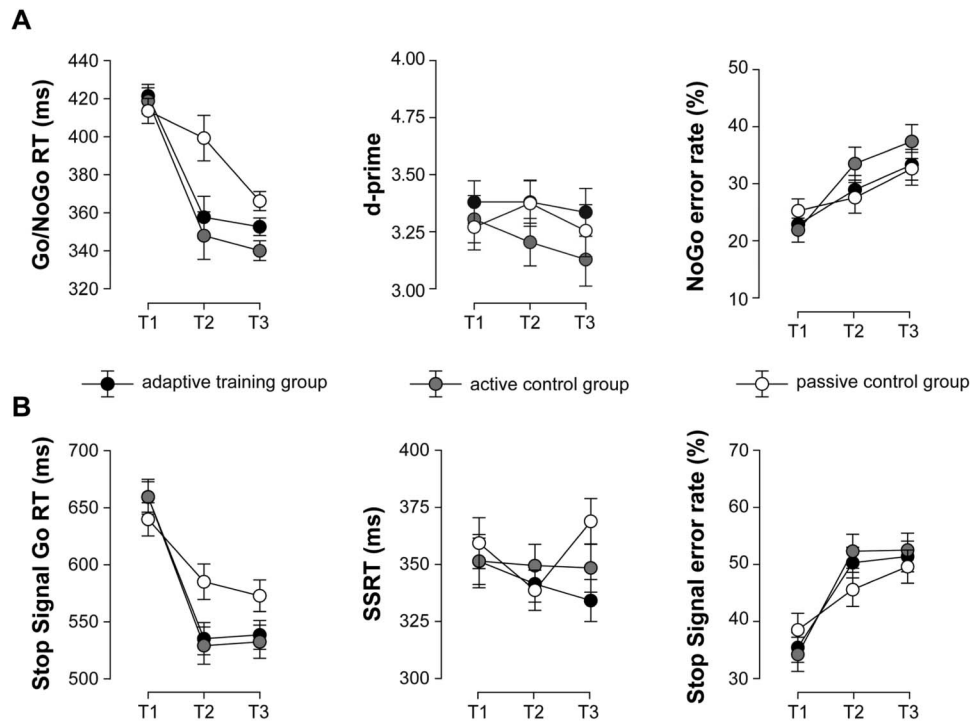 A
Go/NoGo RT (ms)
440
420
400
380
360
340
320
T1 T2 T3
d-prime
4.00
3.75
3.50
3.25
3.00
T1 T2 T3
NoGo error rate (%)
50
40
30
20
10
T1 T2 T3
adaptive training group
active control group
passive control group
B
Stop Signal Go RT (ms)
700
650
600
550
500
T1 T2 T3
SSRT (ms)
400
375
350
325
300
T1 T2 T3
Stop Signal error rate (%)
70
60
50
40
30
T1 T2 T3